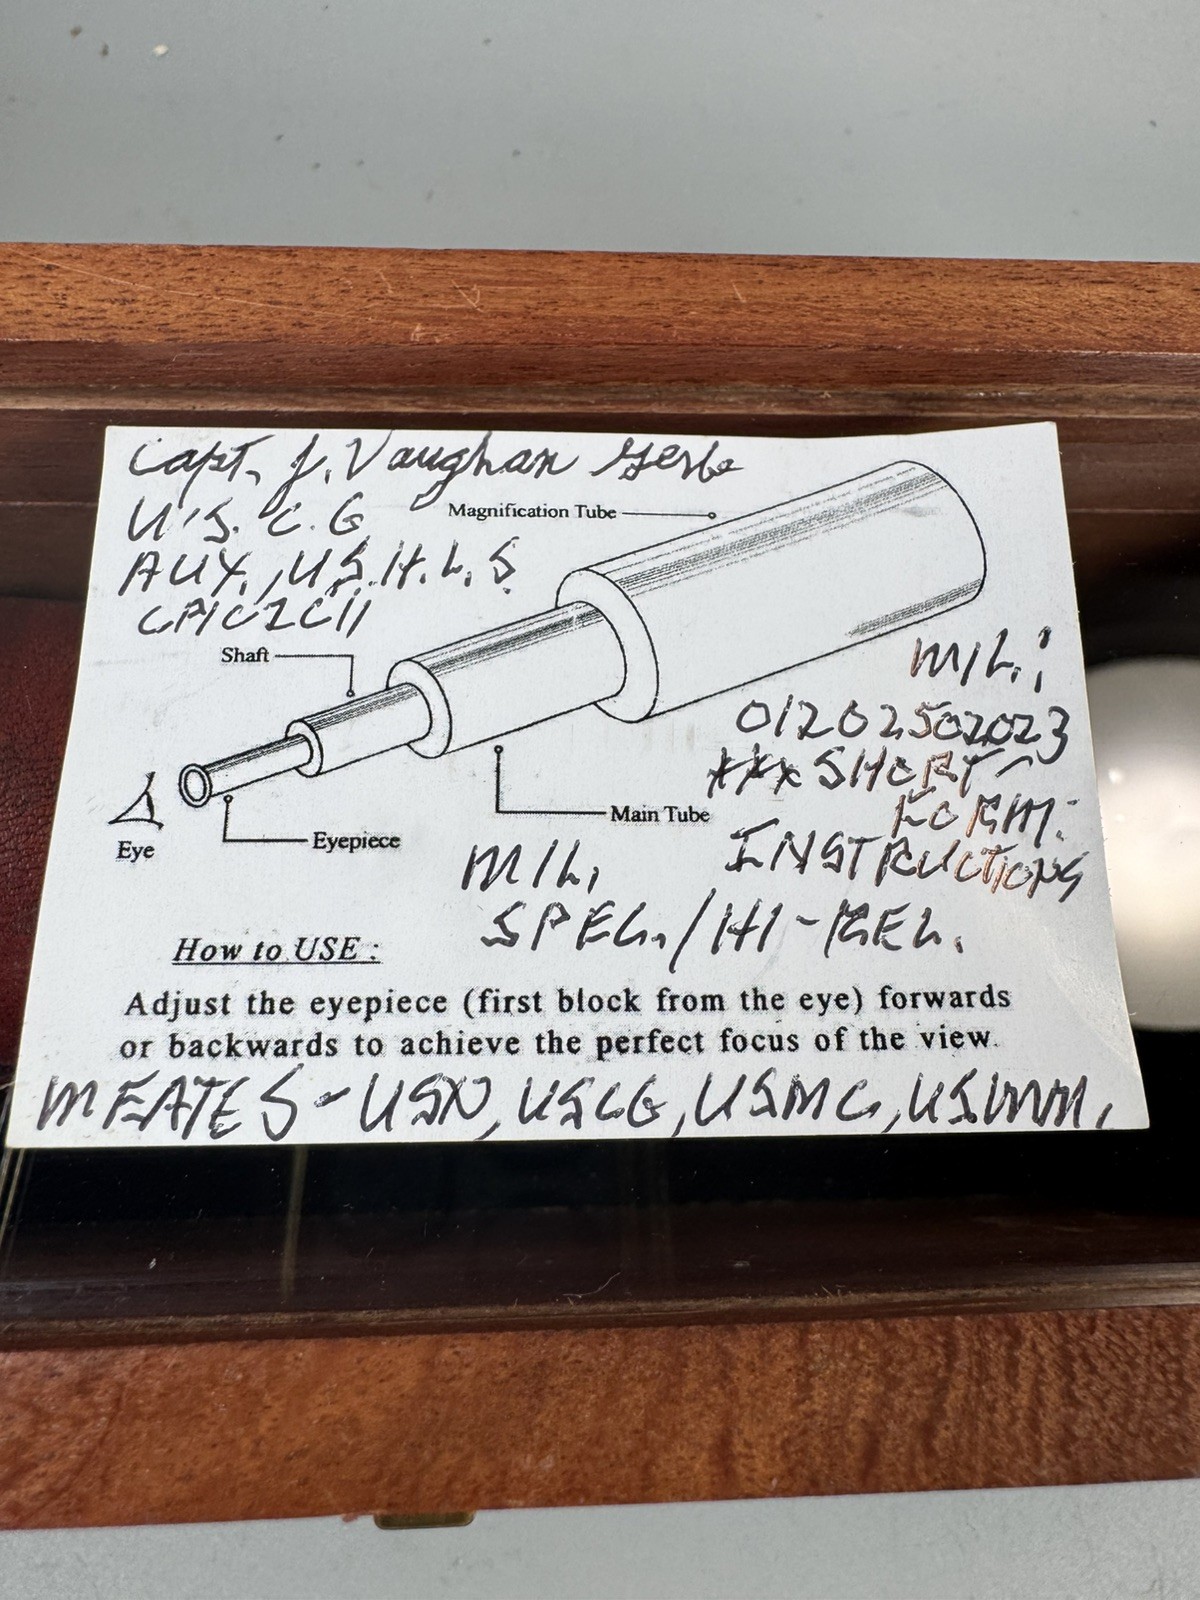 Capt. J. Vaughan
U.S. C.G
AUX., U.S.H.L.S.
Magnification Tube
Shaft
MIL:
01202502023
*** SHORT-
FORM:
INSTRUCTIONS
Main Tube
Eyepiece
Eye
MIL.
SPEC. / HI-REL.
How to USE :
Adjust the eyepiece (first block from the eye) forwards
or backwards to achieve the perfect focus of the view.
MEATES - USN, USCG, USMC, USMM.